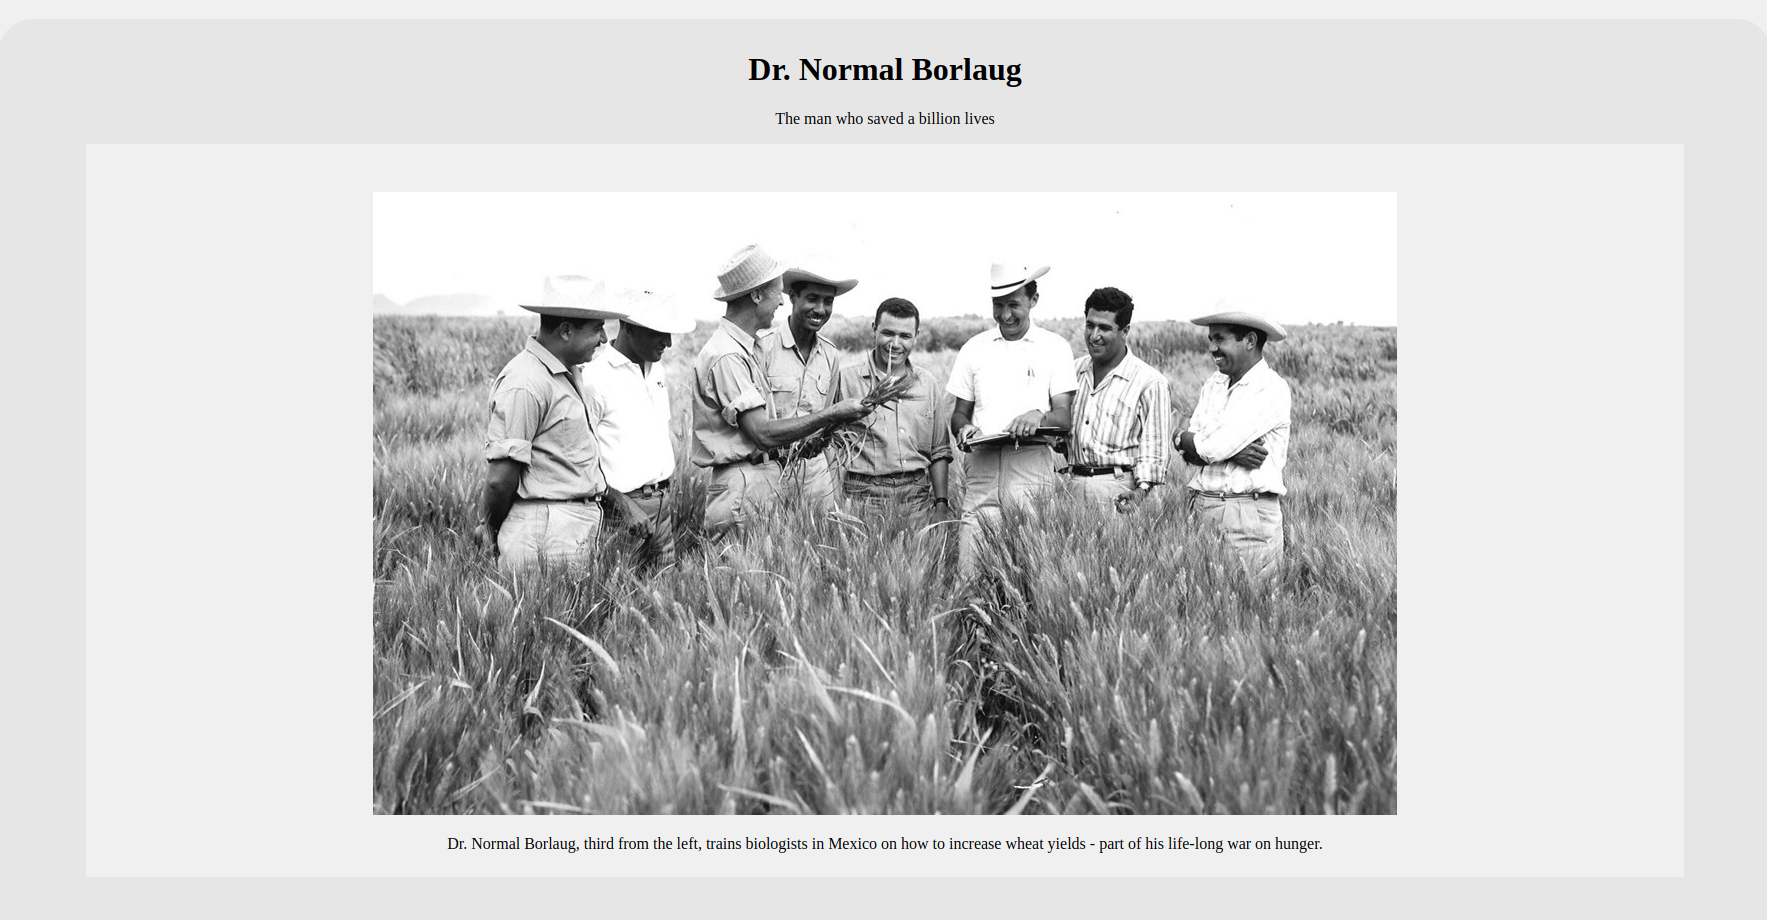 Dr. Normal Borlaug
The man who saved a billion lives
Dr. Normal Borlaug, third from the left, trains biologists in Mexico on how to increase wheat yields - part of his life-long war on hunger.